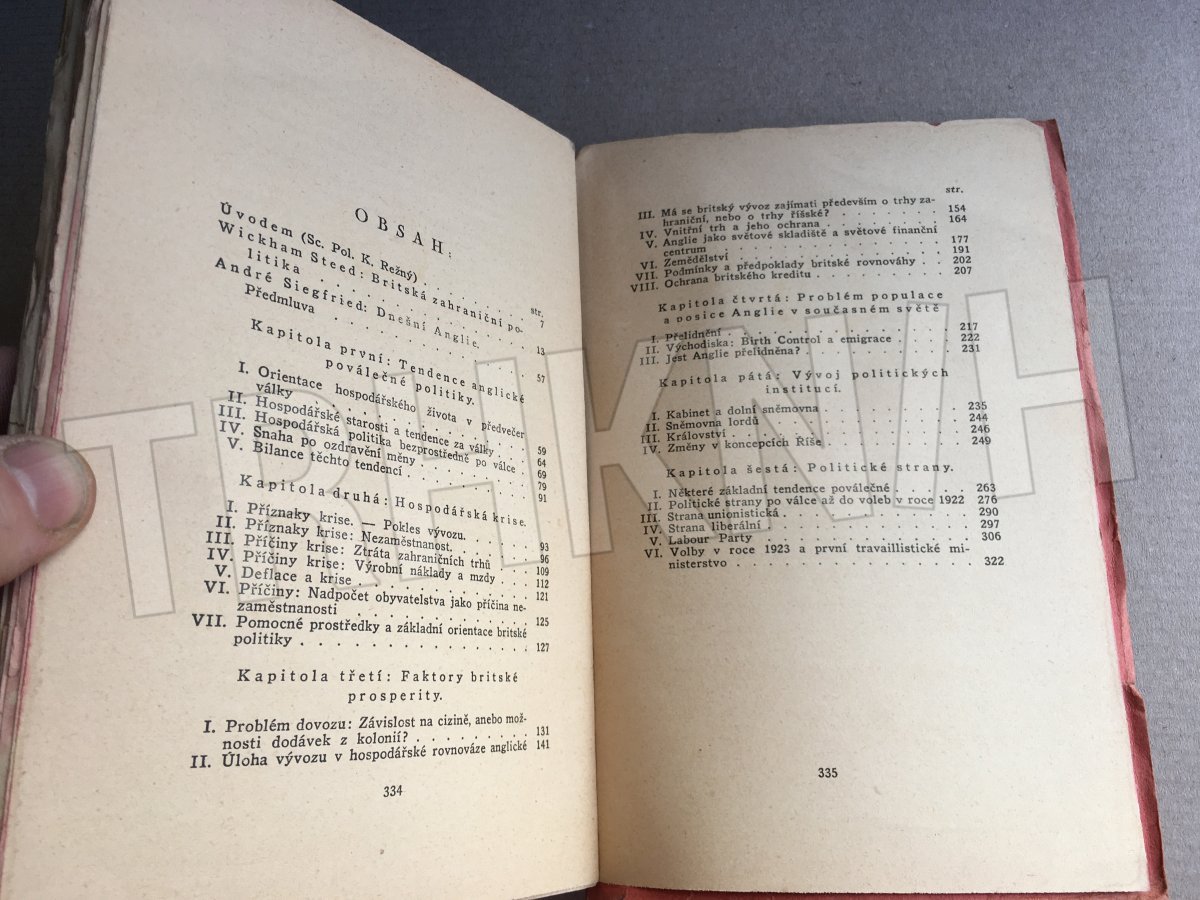 OBSAH:
str.
Úvodem (Sc. Pol. K. Režný) . . . . . . . 7
Wickham Steed: Britská zahraniční po-
litika . . . . . . . . . . 13
André Siegfried: Dnešní Anglie.
Předmluva . . . . . . . . . 57
Kapitola první: Tendence anglické
poválečné politiky.
I. Orientace hospodářského života v předvečer
války . . . . . . . . . . 59
II. Hospodářské starosti a tendence za války . . 64
III. Hospodářská politika bezprostředně po válce 69
IV. Snaha po ozdravění měny . . . . . . . 79
V. Bilance těchto tendencí . . . . . . . . 91
Kapitola druhá: Hospodářská krise.
I. Příznaky krise. — Pokles vývozu. . . . . 93
II. Příznaky krise: Nezaměstnanost. . . . . . 96
III. Příčiny krise: Ztráta zahraničních trhů . . . 109
IV. Příčiny krise: Výrobní náklady a mzdy . . . 112
V. Deflace a krise . . . . . . . . . . . 121
VI. Příčiny: Nadpočet obyvatelstva jako příčina ne-
zaměstnanosti . . . . . . . . . . 125
VII. Pomocné prostředky a základní orientace britské
politiky . . . . . . . . . . . . . 127
Kapitola třetí: Faktory britské
prosperity.
I. Problém dovozu: Závislost na cizině, anebo mož-
nosti dodávek z kolonií? . . . . . . . . 131
II. Úloha vývozu v hospodářské rovnováze anglické 141
334
str.
III. Má se britský vývoz zajímati především o trhy za-
hraniční, nebo o trhy říšské? . . . . . . . 154
IV. Vnitřní trh a jeho ochrana . . . . . . . . 164
V. Anglie jako světové skladiště a světové finanční
centrum . . . . . . . . . . . . . 177
VI. Zemědělství . . . . . . . . . . . . 191
VII. Podmínky a předpoklady britské rovnováhy . . 202
VIII. Ochrana britského kreditu . . . . . . . . 207
Kapitola čtvrtá: Problém populace
a posice Anglie v současném světě
I. Přelidnění . . . . . . . . . . . . . 217
II. Východiska: Birth Control a emigrace . . . . 222
III. Jest Anglie přelidněna? . . . . . . . . . 231
Kapitola pátá: Vývoj politických
institucí.
I. Kabinet a dolní sněmovna . . . . . . . . 235
II. Sněmovna lordů . . . . . . . . . . . 244
III. Království . . . . . . . . . . . . . 246
IV. Změny v koncepcích Říše . . . . . . . . 249
Kapitola šestá: Politické strany.
I. Některé základní tendence poválečné . . . . . 263
II. Politické strany po válce až do voleb v roce 1922 276
III. Strana unionistická . . . . . . . . . . 290
IV. Strana liberální . . . . . . . . . . . 297
V. Labour Party . . . . . . . . . . . . 306
VI. Volby v roce 1923 a první travaillistické mi-
nisterstvo . . . . . . . . . . . . . 322
335
TRHKNIH